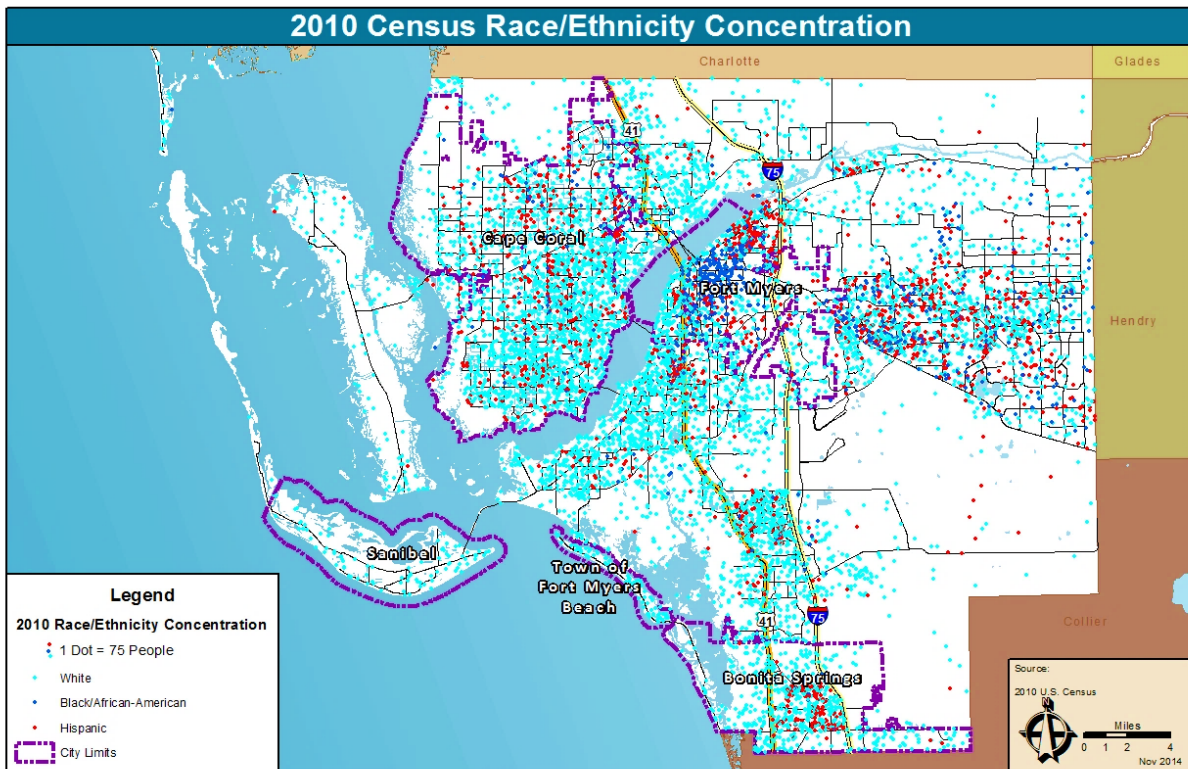 2010 Census Race/Ethnicity Concentration
Charlotte
Glades
41
75
Cape Coral
Fort Myers
Hendry
Sanibel
Town of
Fort Myers
Beach
41
75
Collier
Bonita Springs
Legend
2010 Race/Ethnicity Concentration
1 Dot = 75 People
White
Black/African-American
Hispanic
City Limits
Source:
2010 U.S. Census
Miles
0 1 2 4
Nov 2014